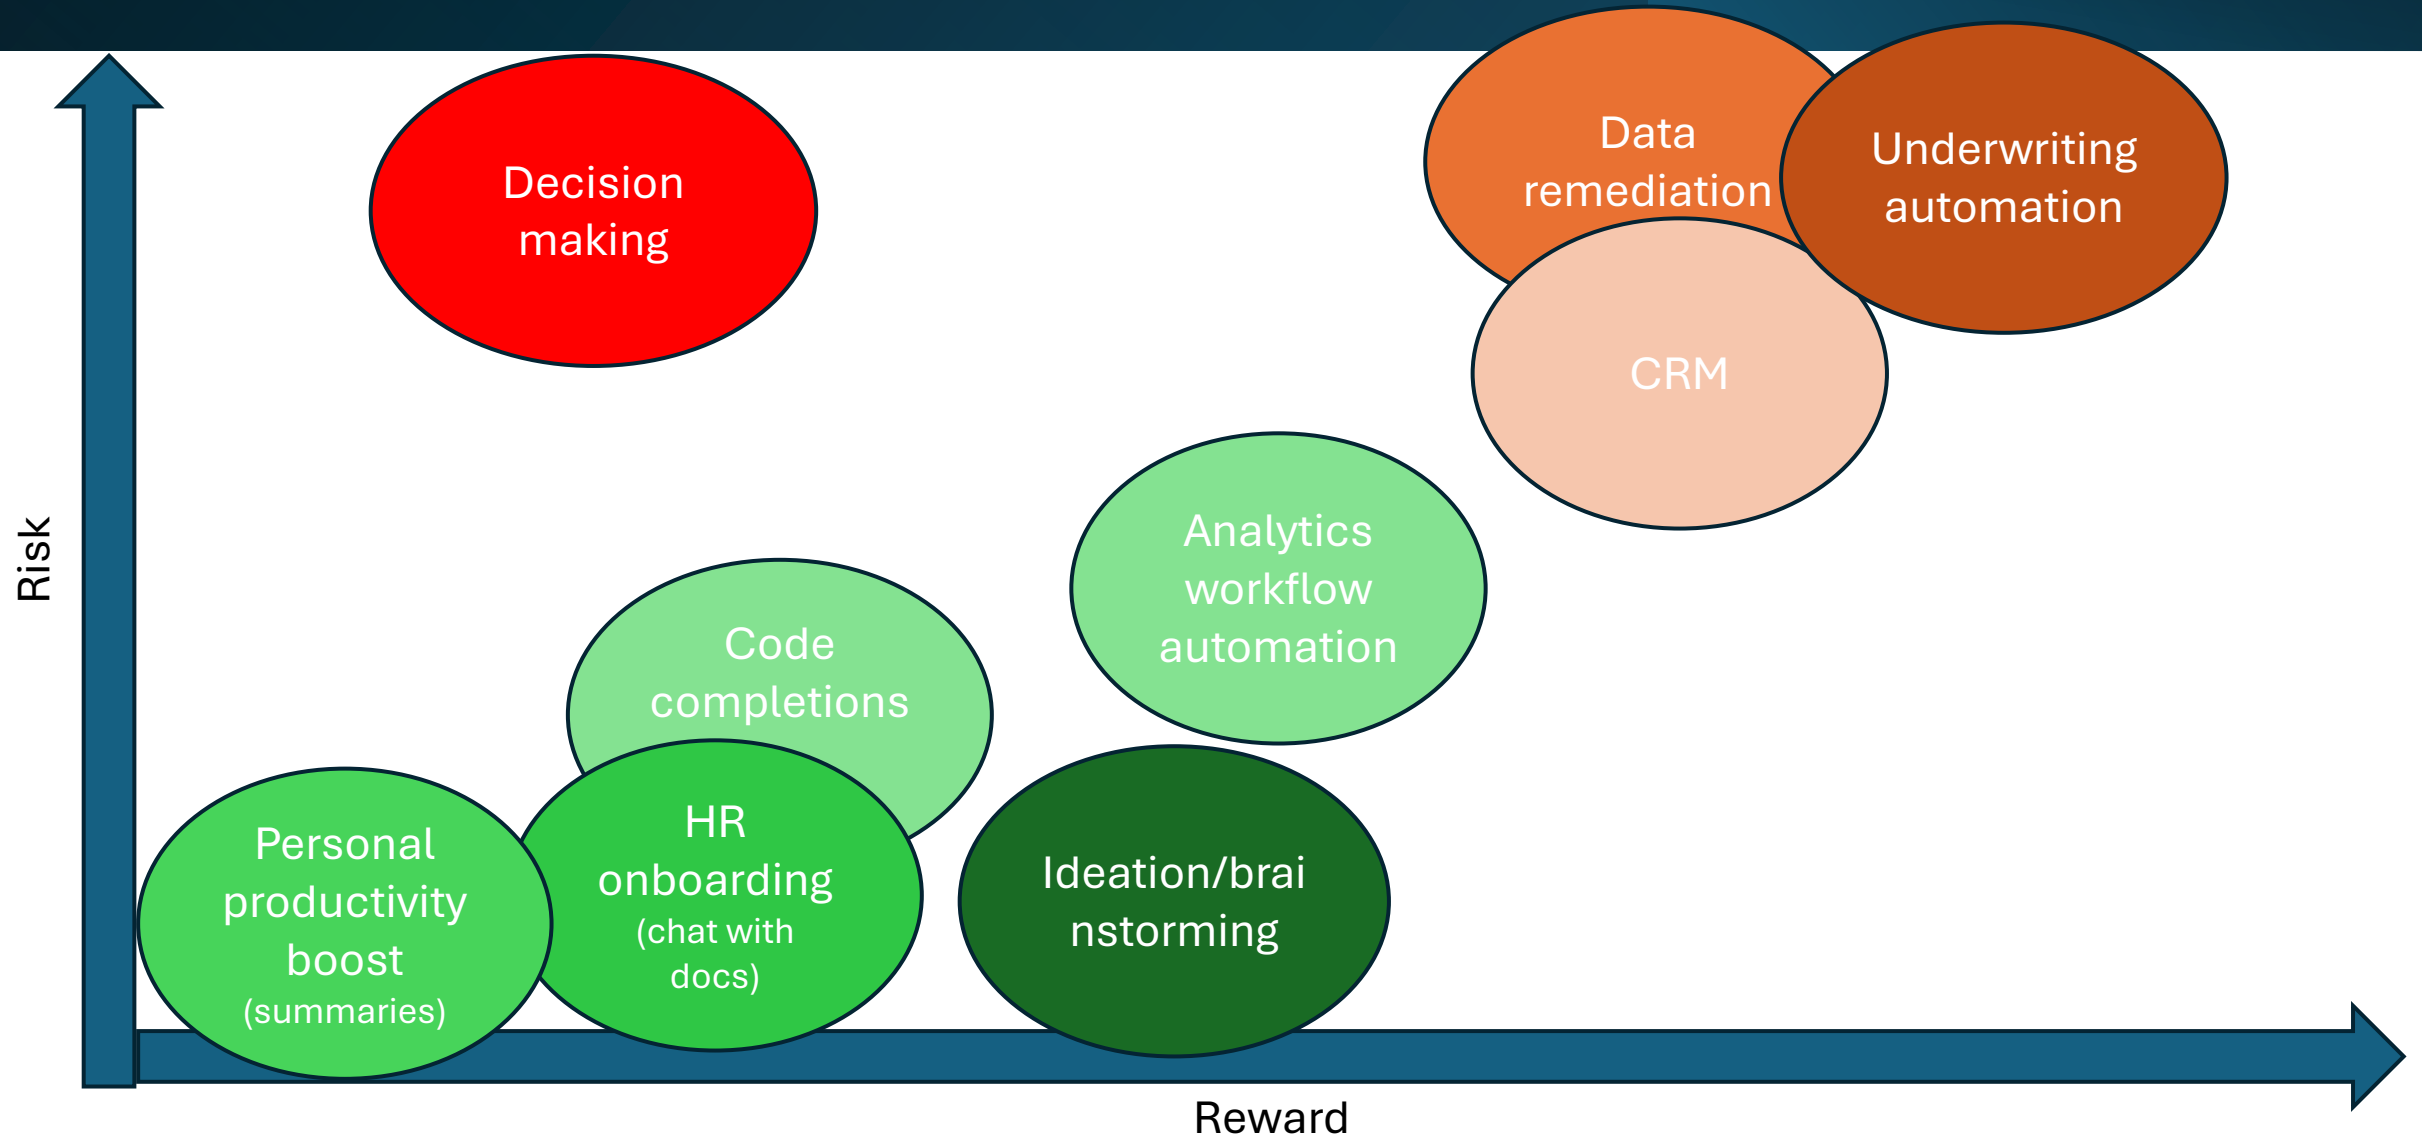 Decision
making
Data
remediation
Underwriting
automation
CRM
Analytics
workflow
automation
Risk
Code
completions
HR
onboarding
(chat with
docs)
Personal
productivity
boost
(summaries)
Ideation/brai
nstorming
Reward